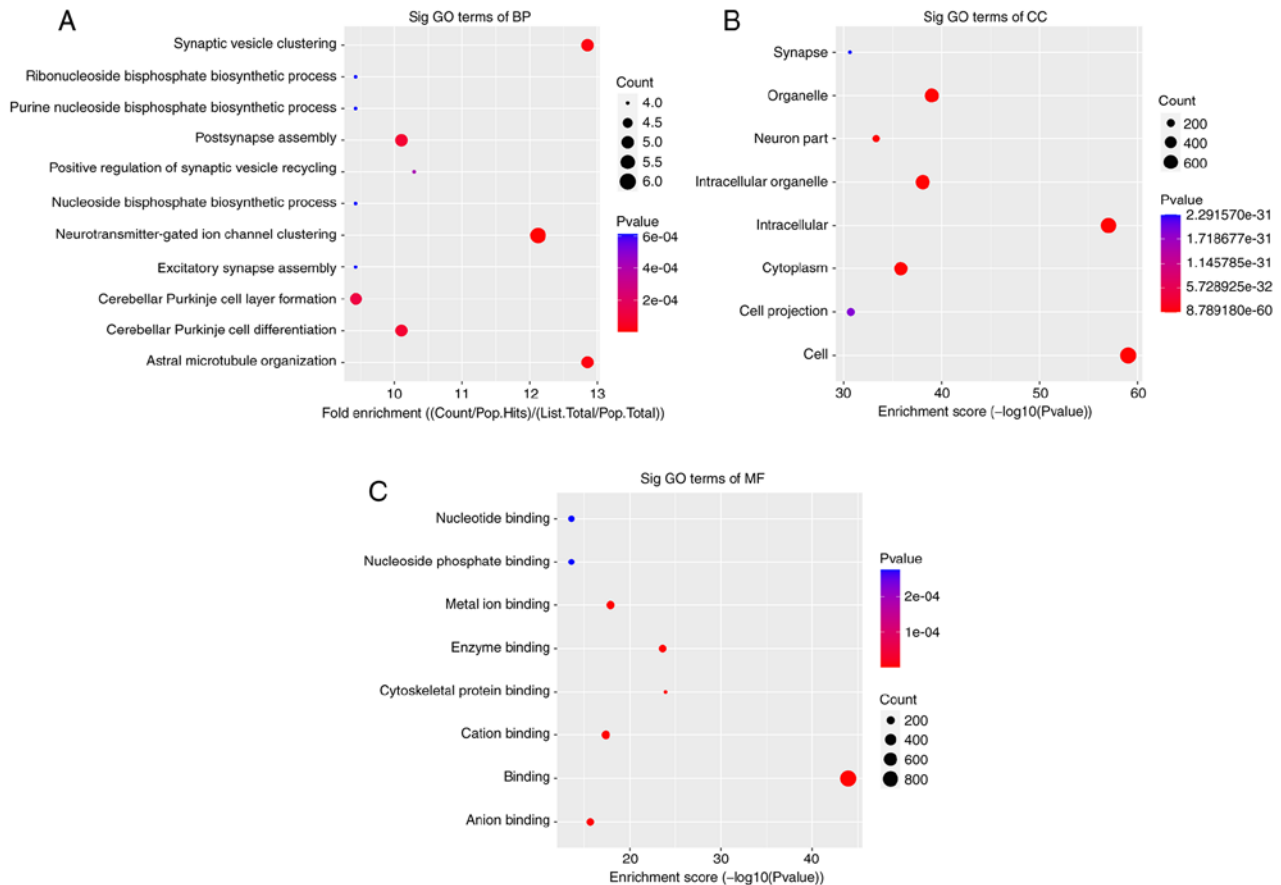 A
Sig GO terms of BP
Synaptic vesicle clustering
Ribonucleoside bisphosphate biosynthetic process
Purine nucleoside bisphosphate biosynthetic process
Postsynapse assembly
Positive regulation of synaptic vesicle recycling
Nucleoside bisphosphate biosynthetic process
Neurotransmitter-gated ion channel clustering
Excitatory synapse assembly
Cerebellar Purkinje cell layer formation
Cerebellar Purkinje cell differentiation
Astral microtubule organization
10 11 12 13
Fold enrichment ((Count/Pop.Hits)/(List.Total/Pop.Total))
Count
4.0
4.5
5.0
5.5
6.0
Pvalue
6e-04
4e-04
2e-04
B
Sig GO terms of CC
Synapse
Organelle
Neuron part
Intracellular organelle
Intracellular
Cytoplasm
Cell projection
Cell
30 40 50 60
Enrichment score (−log10(Pvalue))
Count
200
400
600
Pvalue
2.291570e-31
1.718677e-31
1.145785e-31
5.728925e-32
8.789180e-60
C
Sig GO terms of MF
Nucleotide binding
Nucleoside phosphate binding
Metal ion binding
Enzyme binding
Cytoskeletal protein binding
Cation binding
Binding
Anion binding
20 30 40
Enrichment score (−log10(Pvalue))
Pvalue
2e-04
1e-04
Count
200
400
600
800